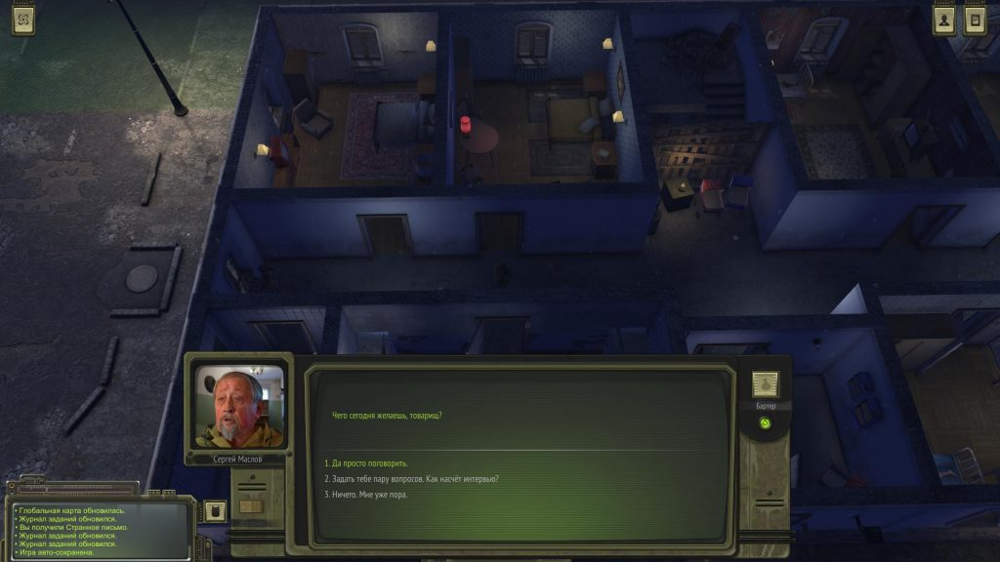 Чего сегодня желаешь, товарищ?
Бартер
Сергей Маслов
1. Да просто поговорить.
2. Задать тебе пару вопросов. Как насчёт интервью?
3. Ничего. Мне уже пора.
• Глобальная карта обновилась.
• Журнал заданий обновился.
• Вы получили Странное письмо.
• Журнал заданий обновился.
• Журнал заданий обновился.
• Игра авто-сохранена.